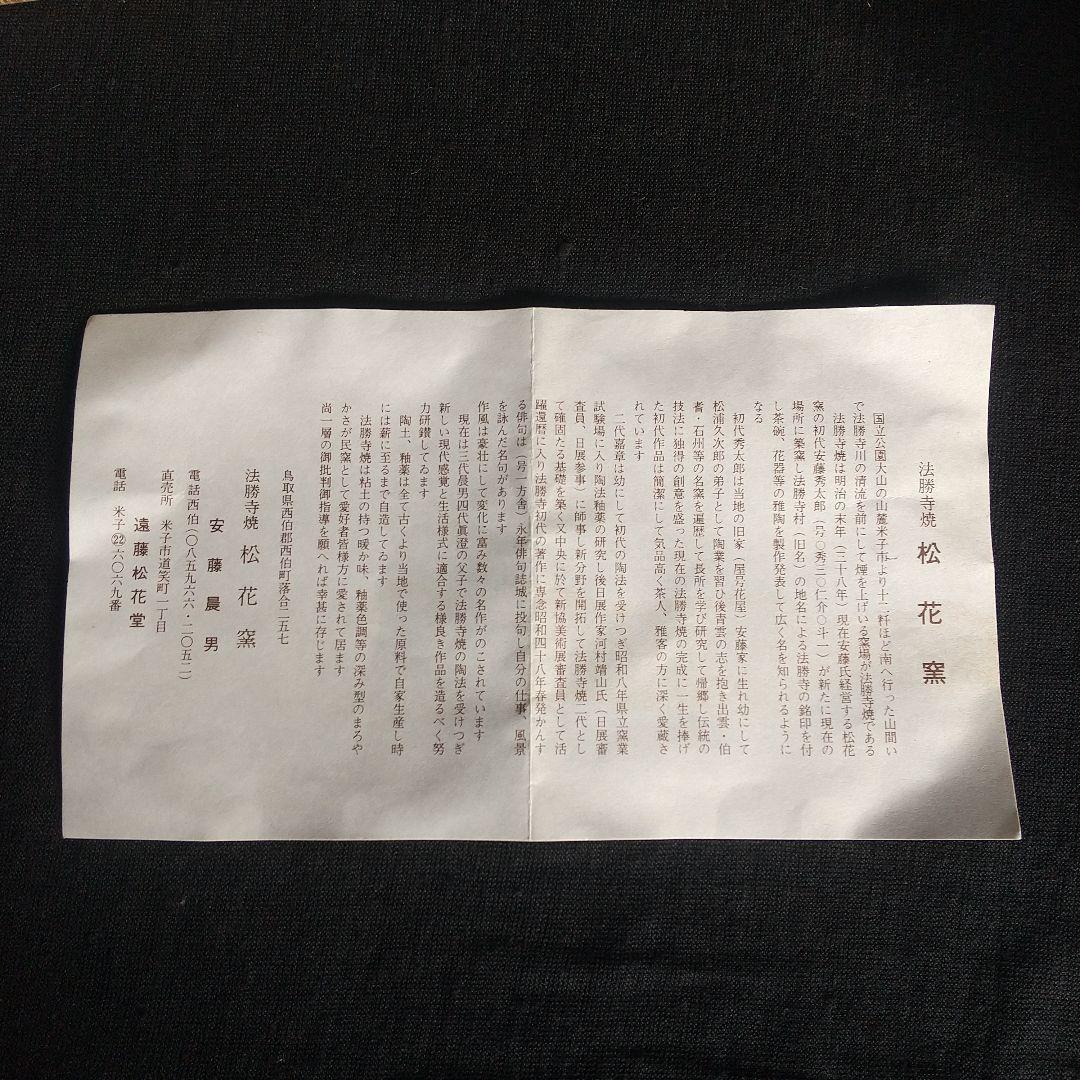 法勝寺焼 松花窯
国立公園大山の山麓米子市より十二粁ほど南へ行った山間い
で法勝寺川の清流を前にして煙を上げいる窯場が法勝寺焼である
法勝寺焼は明治の末年（三十八年）現在安藤氏経営する松花
窯の初代安藤秀太郎（号○秀三〇仁介〇斗一）が新たに現在の
場所に築窯し法勝寺村（旧名）の地名による法勝寺の銘印を付
し茶碗、花器等の雅陶を製作発表して広く名を知られるように
なる
初代秀太郎は当地の旧家（屋号花屋）安藤家に生れ幼にして
松浦久次郎の弟子として陶業を習ひ後青雲の志を抱き出雲・伯
耆・石州等の名窯を遍歴して長所を学び研究して帰郷し伝統の
技法に独得の創意を盛った現在の法勝寺焼の完成に一生を捧げ
た初代作品は簡潔にして気品高く茶人、雅客の方に深く愛蔵さ
れています
二代嘉章は幼にして初代の陶法を受けつぎ昭和八年県立窯業
試験場に入り陶法釉薬の研究し後日展作家河村靖山氏（日展審
査員、日展参事）に師事し新分野を開拓して法勝寺焼二代とし
て確固たる基礎を築く又中央に於て新協美術展審査員として活
躍還暦に入り法勝寺初代の著作に専念昭和四十八年春発かんす
る俳句は（号一方舎）永年俳句誌城に投句し自分の仕事、風景
を詠んだ名句があります
作風は豪壮にして変化に富み数々の名作がのこされています
現在は三代晨男四代眞澄の父子で法勝寺焼の陶法を受けつぎ
新しい現代感覚と生活様式に適合する様良き作品を造るべく努
力研鑚してゐます
陶土、釉薬は全て古くより当地で使った原料で自家生産し時
には薪に至るまで自造してゐます
法勝寺焼は粘土の持つ暖か味、釉薬色調等の深み型のまろや
かさが民窯として愛好者皆様方に愛されて居ます
尚一層の御批判御指導を願へれば幸甚に存じます
鳥取県西伯郡西伯町落合二五七
法勝寺焼 松花窯
安藤晨男
電話西伯（〇八五九六六・二〇五二）
直売所 米子市道笑町一丁目
遠藤松花堂
電話 米子㉒六〇六九番